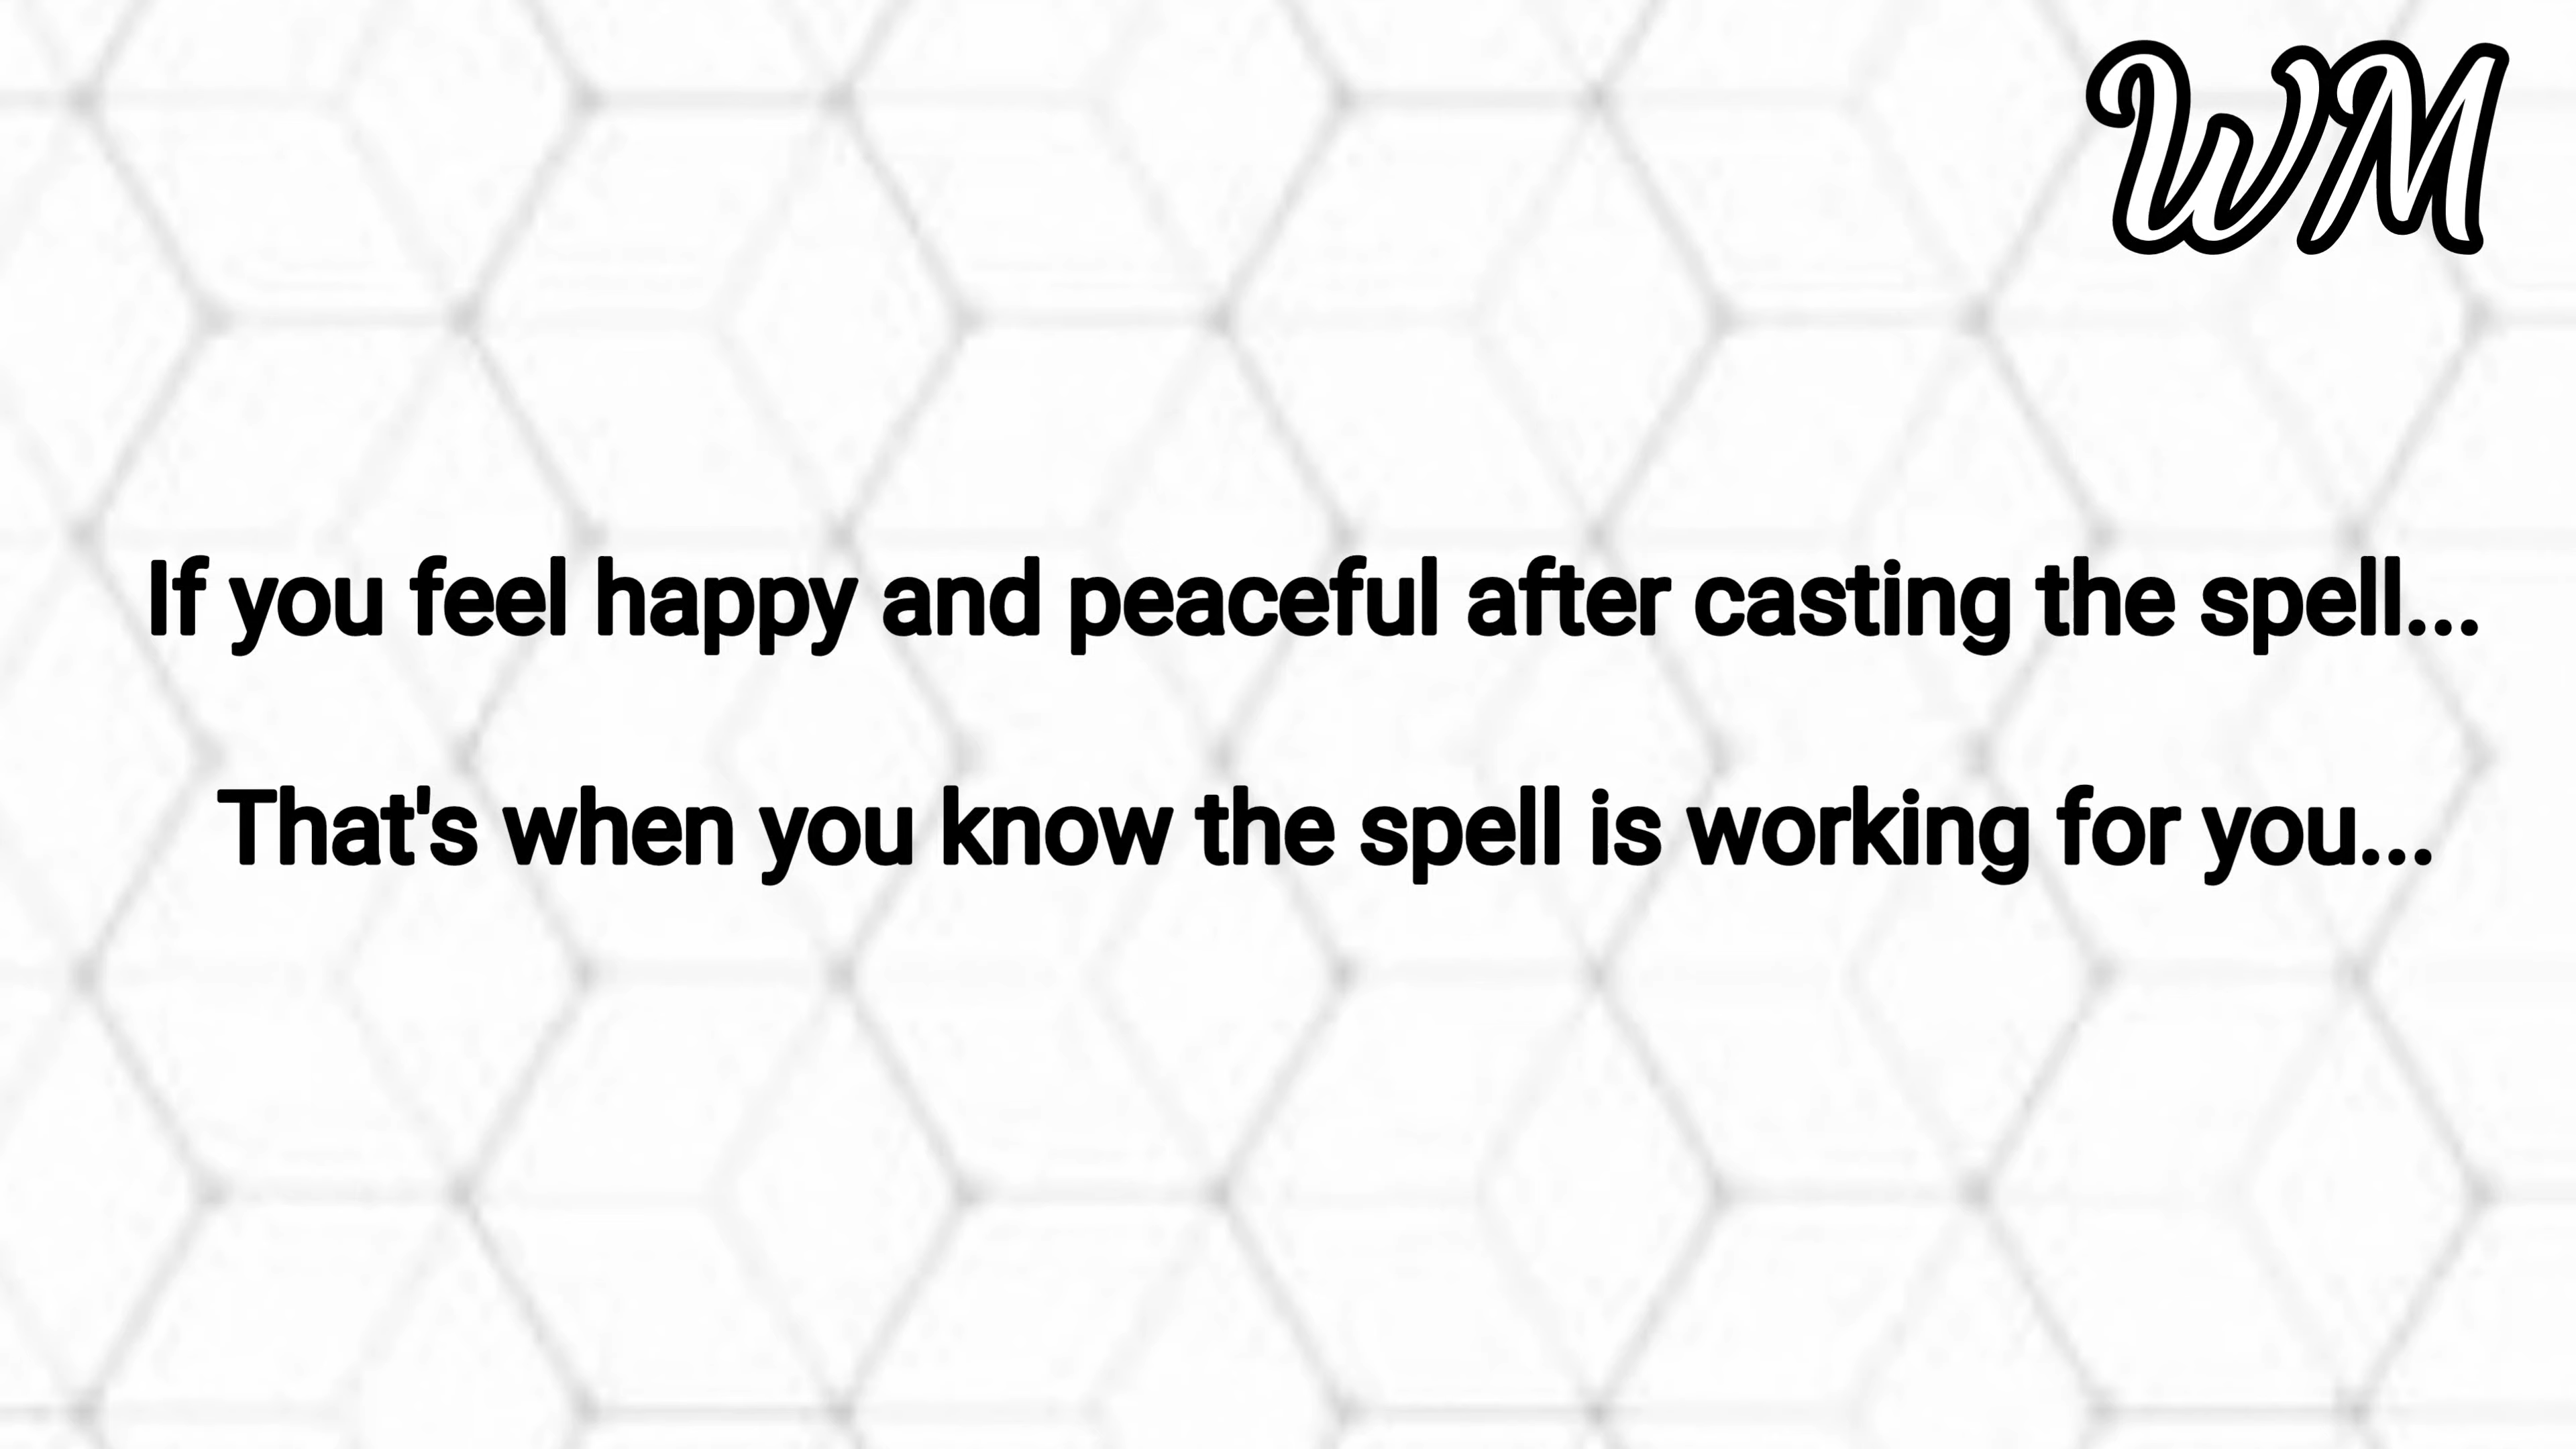 WM
If you feel happy and peaceful after casting the spell...
That's when you know the spell is working for you...